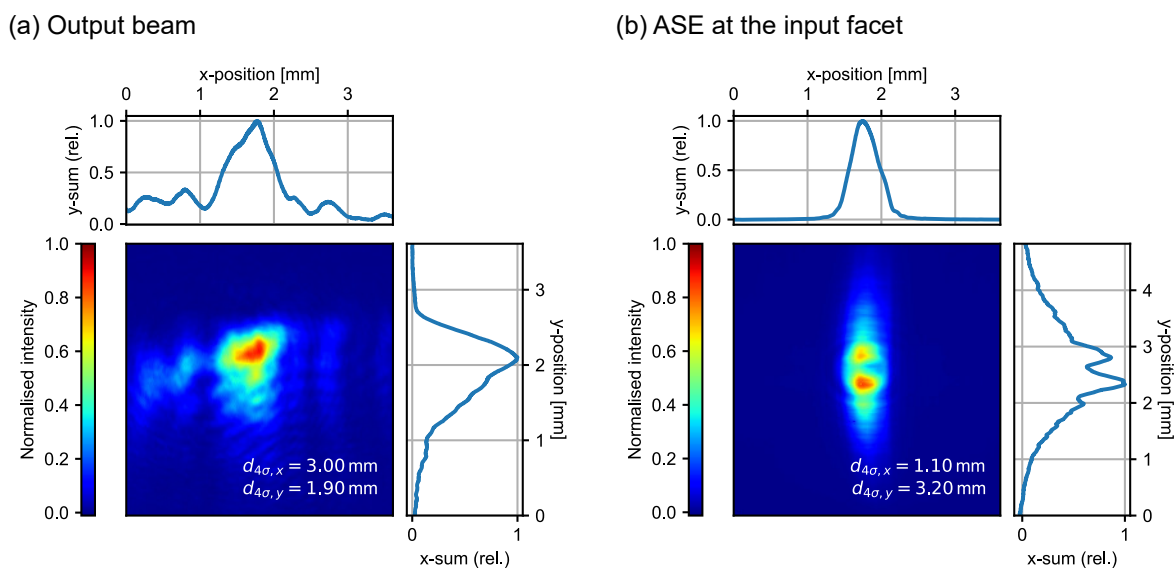 (a) Output beam
x-position [mm]
0 1 2 3
1.0
0.5
0.0
y-sum (rel.)
1.0
0.8
0.6
0.4
0.2
0.0
Normalised intensity
d4σ, x = 3.00 mm
d4σ, y = 1.90 mm
3
2
1
0
y-position [mm]
0 1
x-sum (rel.)
(b) ASE at the input facet
x-position [mm]
0 1 2 3
1.0
0.5
0.0
y-sum (rel.)
1.0
0.8
0.6
0.4
0.2
0.0
Normalised intensity
d4σ, x = 1.10 mm
d4σ, y = 3.20 mm
4
3
2
1
0
y-position [mm]
0 1
x-sum (rel.)